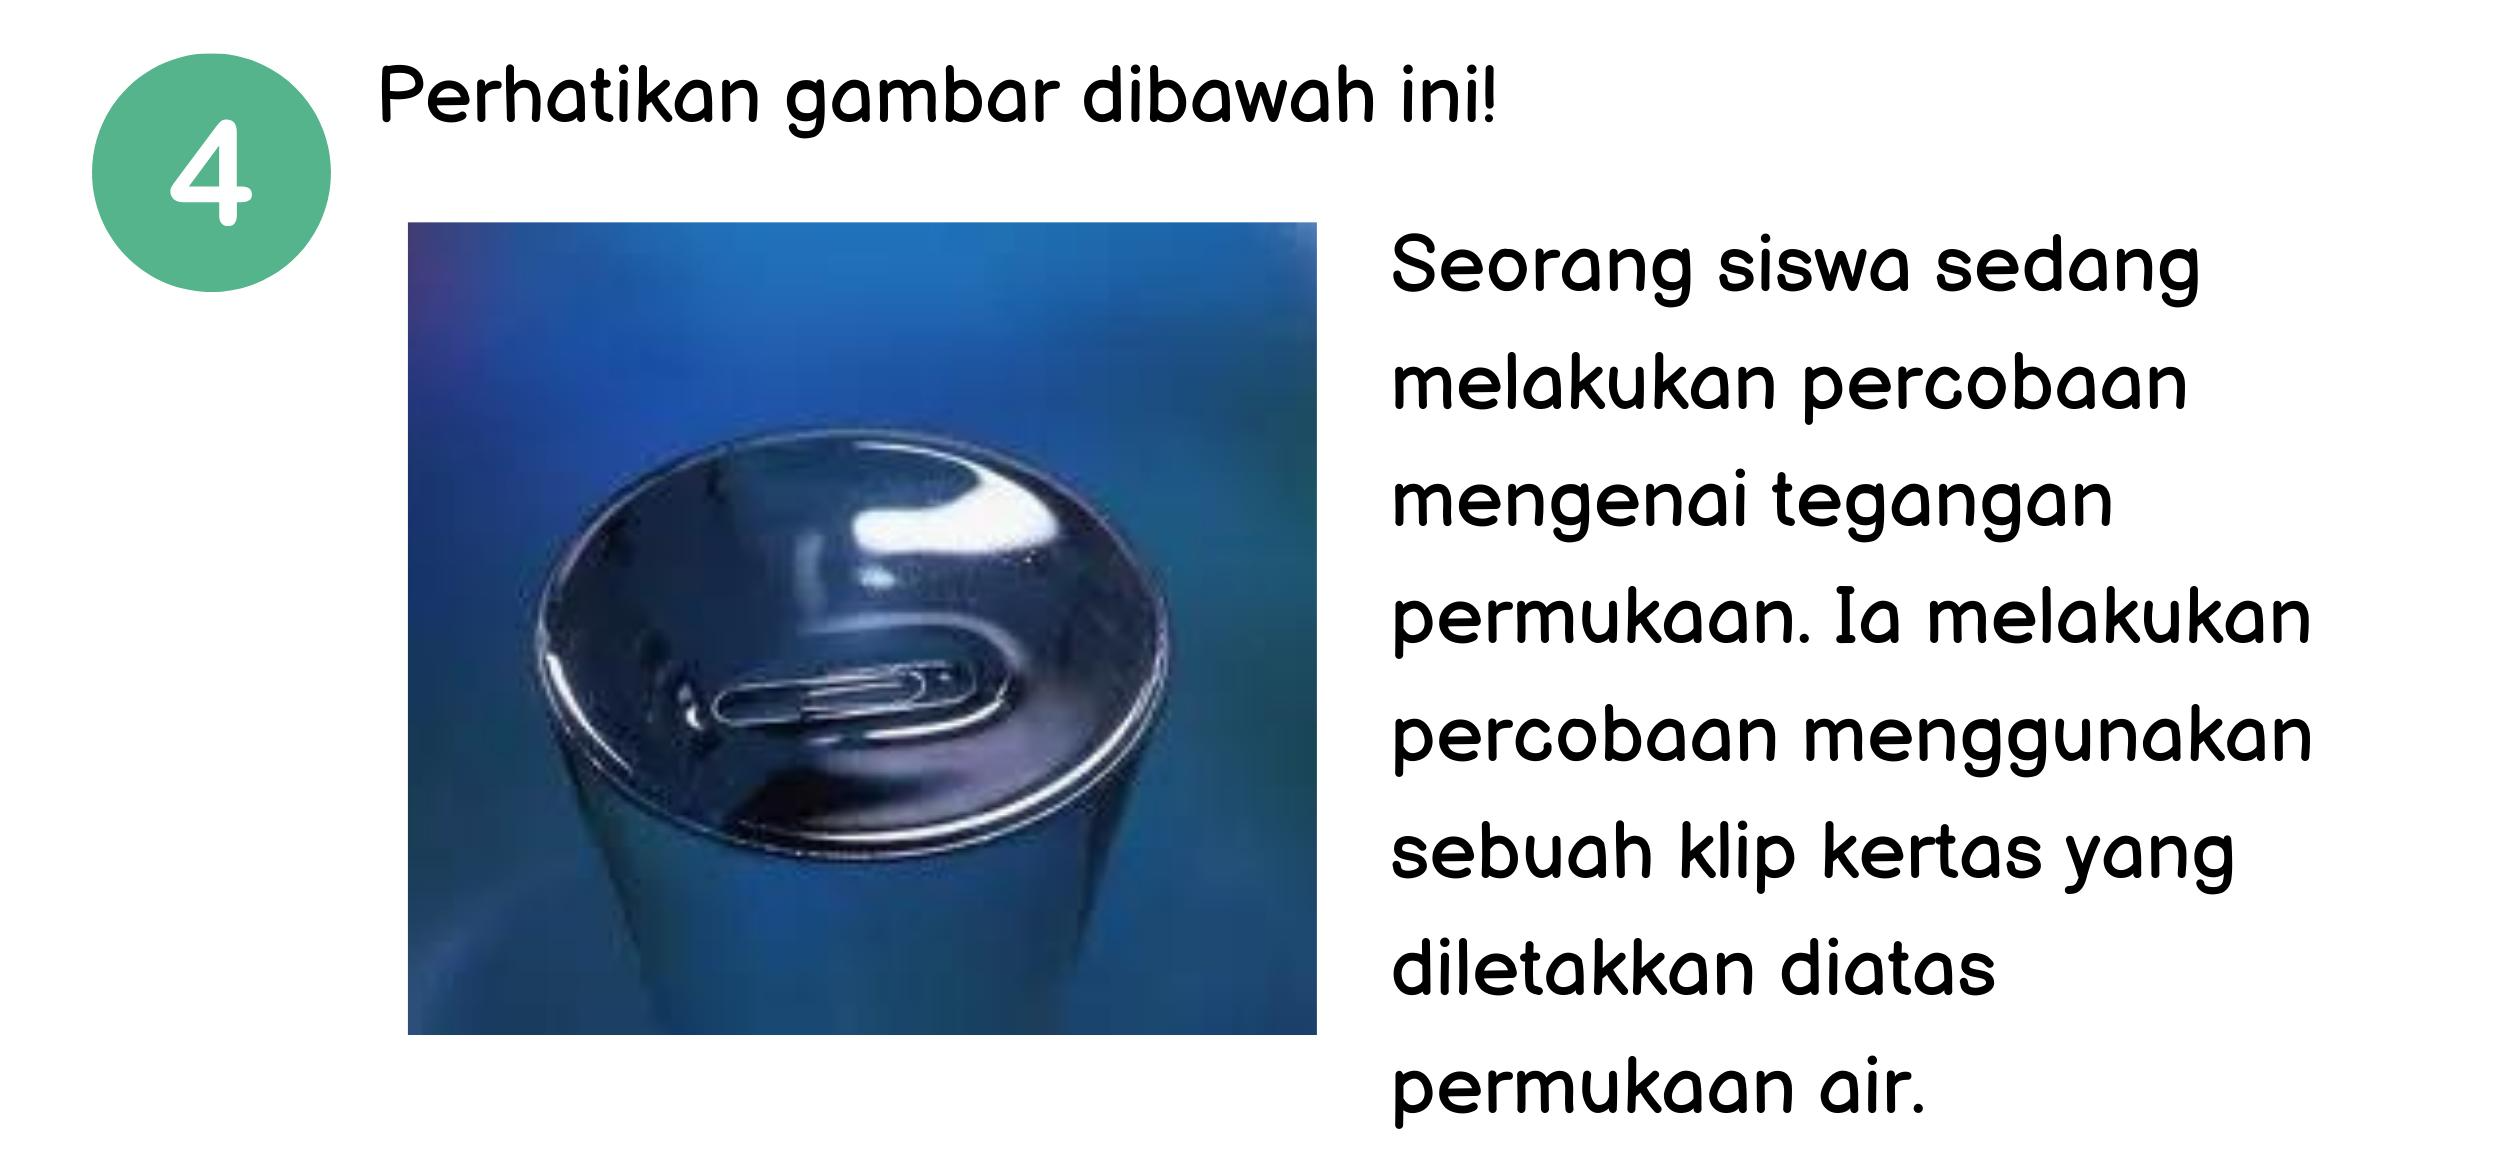 4
Perhatikan gambar dibawah ini!
Seorang siswa sedang
melakukan percobaan
mengenai tegangan
permukaan. Ia melakukan
percobaan menggunakan
sebuah klip kertas yang
diletakkan diatas
permukaan air.